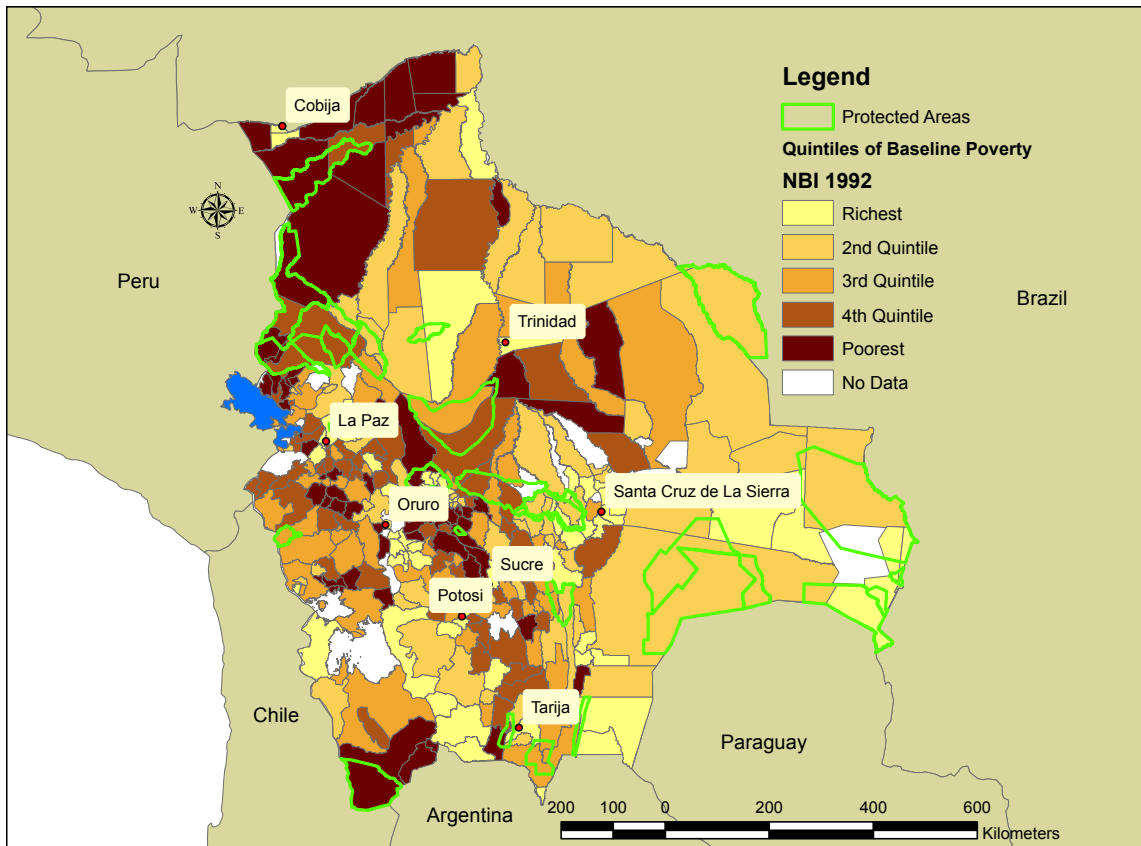 Cobija
N
W
E
S
Peru
Legend
Protected Areas
Quintiles of Baseline Poverty
NBI 1992
Richest
2nd Quintile
3rd Quintile
4th Quintile
Poorest
No Data
Brazil
Trinidad
La Paz
Oruro
Santa Cruz de La Sierra
Sucre
Potosi
Tarija
Chile
Paraguay
Argentina
200 100 0 200 400 600
Kilometers